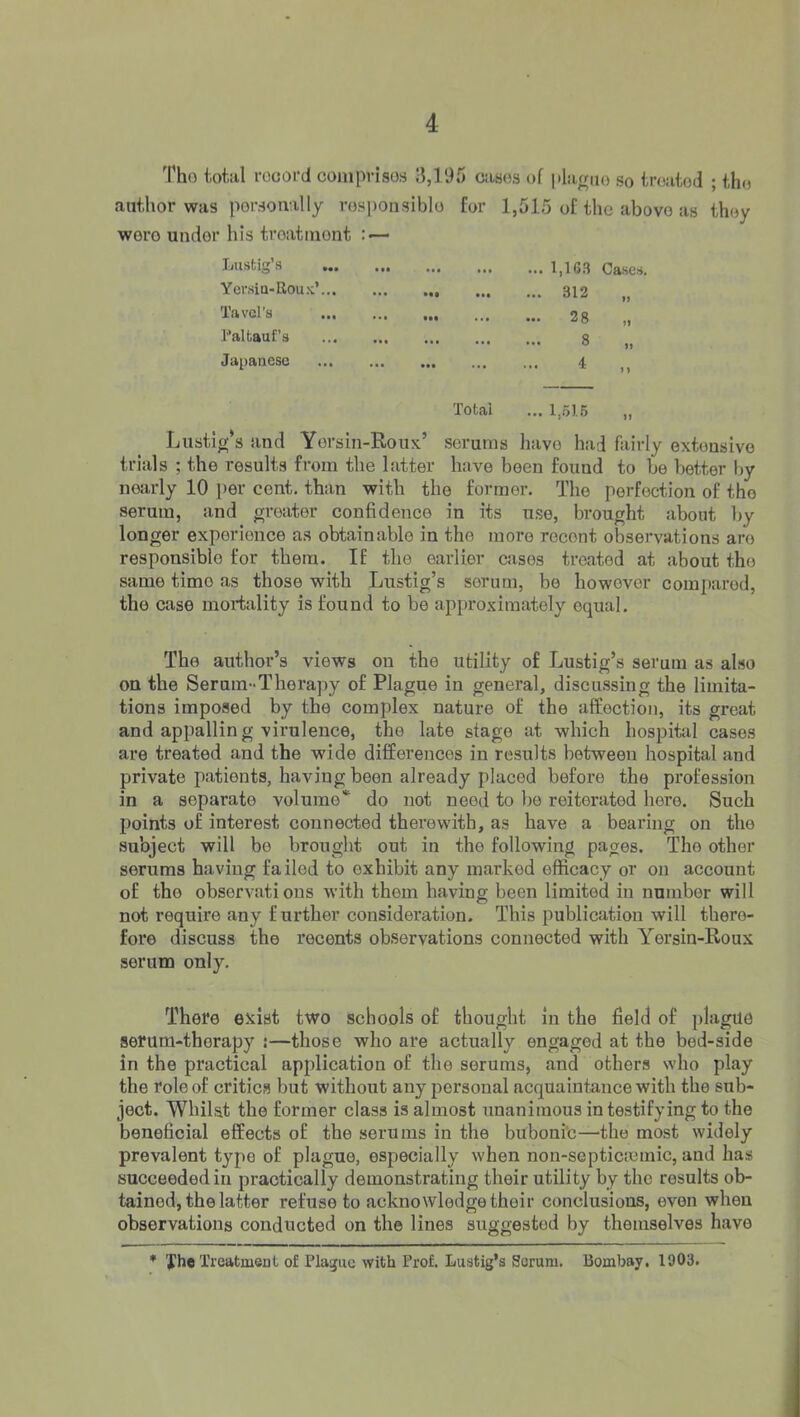 4
The total record comprises 3,195 cases of plague so treated ; the
author was personally responsible for 1,515 of the above as they
were under his treatment :—
Lustig's ... ... ... ... ... 1,163 Cases.
Yersin-Roux'... ... ... ... ... 312 „
Tavel's ... ... ... ... ... 28 „
Paltauf's ... ... ... ... ... 8 „
Japanese ... ... ... ... ... 4 „
Total ... 1,515 „
Lustig's and Yersin-Roux' serums have had fairly extensive
trials ; the results from the latter have been found to be better by
nearly 10 per cent. than with the former. The perfection of the
serum, and greater confidence in its use, brought about by
longer experience as obtainable in the more recent observations are
responsible for them. If the earlier cases treated at about the
same time as those with Lustig's serum, be however compared,
the case mortality is found to be approximately equal.
The author's views on the utility of Lustig's serum as also
on the Serum-Therapy of Plague in general, discussing the limita-
tions imposed by the complex nature of the affection, its great
and appalling virulence, the late stage at which hospital cases
are treated and the wide differences in results between hospital and
private patients, having been already placed before the profession
in a separate volume* do not need to be reiterated here. Such
points of interest connected therewith, as have a bearing on the
subject will be brought out in the following pages. The other
serums having failed to exhibit any marked efficacy or on account
of the observations with them having been limited in number will
not require any further consideration. This publication will there-
fore discuss the recents observations connected with Yersin-Roux
serum only.
There exist two schools of thought in the field of plague
serum-therapy :—those who are actually engaged at the bed-side
in the practical application of the serums, and others who play
the role of critics but without any personal acquaintance with the sub-
ject. Whilst the former class is almost unanimous in testifying to the
beneficial effects of the serums in the bubonic—the most widely
prevalent type of plague, especially when non-septicæmic, and has
succeeded in practically demonstrating their utility by the results ob-
tained, the latter refuse to acknowledge their conclusions, even when
observations conducted on the lines suggested by themselves have
* The Treatment of Plague with Prof. Lustig's Serum. Bombay. 1903.